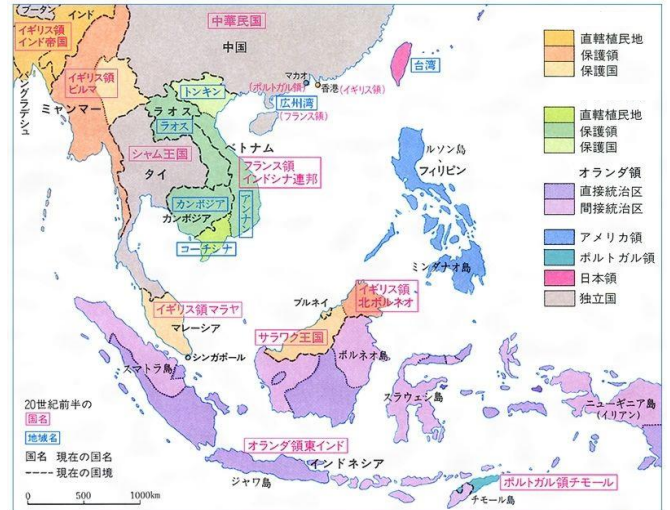 ブータン
インド
イギリス領
インド帝国
バングラデシュ
イギリス領
ビルマ
ミャンマー
中華民国
中国
マカオ
(ポルトガル領)
香港(イギリス領)
広州湾
(フランス領)
台湾
トンキン
ラオス
ラオス
シャム王国
タイ
ベトナム
フランス領
インドシナ連邦
カンボジア
カンボジア
アンナン
コーチシナ
ルソン島
フィリピン
ミンダナオ島
イギリス領マラヤ
マレーシア
シンガポール
ブルネイ
イギリス領
北ボルネオ
サラワク王国
ボルネオ島
スマトラ島
スラウェシ島
ニューギニア島
(イリアン)
オランダ領東インド
インドネシア
ジャワ島
ポルトガル領チモール
チモール島
直轄植民地
保護領
保護国
直轄植民地
保護領
保護国
オランダ領
直接統治区
間接統治区
アメリカ領
ポルトガル領
日本領
独立国
20世紀前半の
国名
地域名
国名 現在の国名
現在の国境
0 500 1000km